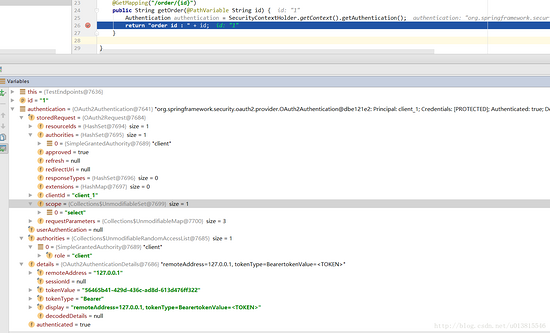 23
24 @GetMapping("/order/{id}")
25 public String getOrder(@PathVariable String id) { id: "1"
Authentication authentication = SecurityContextHolder.getContext().getAuthentication(); authentication: "org.springframework.secur
26 return "order id : " + id; id: "1"
27 }
28
29 }
Variables
this = {TestEndpoints@7636}
id = "1"
authentication = {OAuth2Authentication@7641} "org.springframework.security.oauth2.provider.OAuth2Authentication@dbe121e2: Principal: client_1; Credentials: [PROTECTED]; Authenticated: true; De
storedRequest = {OAuth2Request@7684}
resourceIds = {HashSet@7694} size = 1
authorities = {HashSet@7695} size = 1
0 = {SimpleGrantedAuthority@7689} "client"
approved = true
refresh = null
redirectUri = null
responseTypes = {HashSet@7696} size = 0
extensions = {HashMap@7697} size = 0
clientId = "client_1"
scope = {Collections$UnmodifiableSet@7699} size = 1
0 = "select"
requestParameters = {Collections$UnmodifiableMap@7700} size = 3
userAuthentication = null
authorities = {Collections$UnmodifiableRandomAccessList@7685} size = 1
0 = {SimpleGrantedAuthority@7689} "client"
role = "client"
details = {OAuth2AuthenticationDetails@7686} "remoteAddress=127.0.0.1, tokenType=BearertokenValue=<TOKEN>"
remoteAddress = "127.0.0.1"
sessionId = null
tokenValue = "56465b41-429d-436c-ad8d-613d476ff322"
tokenType = "Bearer"
display = "remoteAddress=127.0.0.1, tokenType=BearertokenValue=<TOKEN>"
decodedDetails = null
authenticated = true